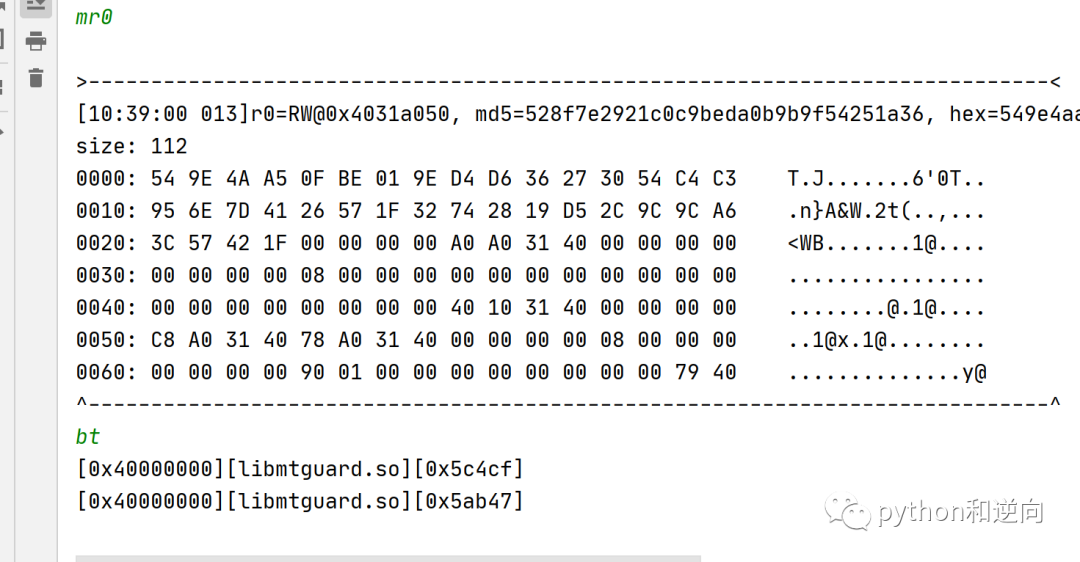 mr0
>-----------------------------------------------------------------------------<
[10:39:00 013]r0=RW@0x4031a050, md5=528f7e2921c0c9beda0b9b9f54251a36, hex=549e4aa
size: 112
0000: 54 9E 4A A5 0F BE 01 9E D4 D6 36 27 30 54 C4 C3    T.J.......6'0T..
0010: 95 6E 7D 41 26 57 1F 32 74 28 19 D5 2C 9C 9C A6    .n}A&W.2t(..,...
0020: 3C 57 42 1F 00 00 00 00 A0 A0 31 40 00 00 00 00    <WB.......1@....
0030: 00 00 00 00 08 00 00 00 00 00 00 00 00 00 00 00    ................
0040: 00 00 00 00 00 00 00 00 40 10 31 40 00 00 00 00    ........@.1@....
0050: C8 A0 31 40 78 A0 31 40 00 00 00 00 08 00 00 00    ..1@x.1@........
0060: 00 00 00 00 90 01 00 00 00 00 00 00 00 00 79 40    ..............y@
^-----------------------------------------------------------------------------^
bt
[0x40000000][libmtguard.so][0x5c4cf]
[0x40000000][libmtguard.so][0x5ab47]
python和逆向